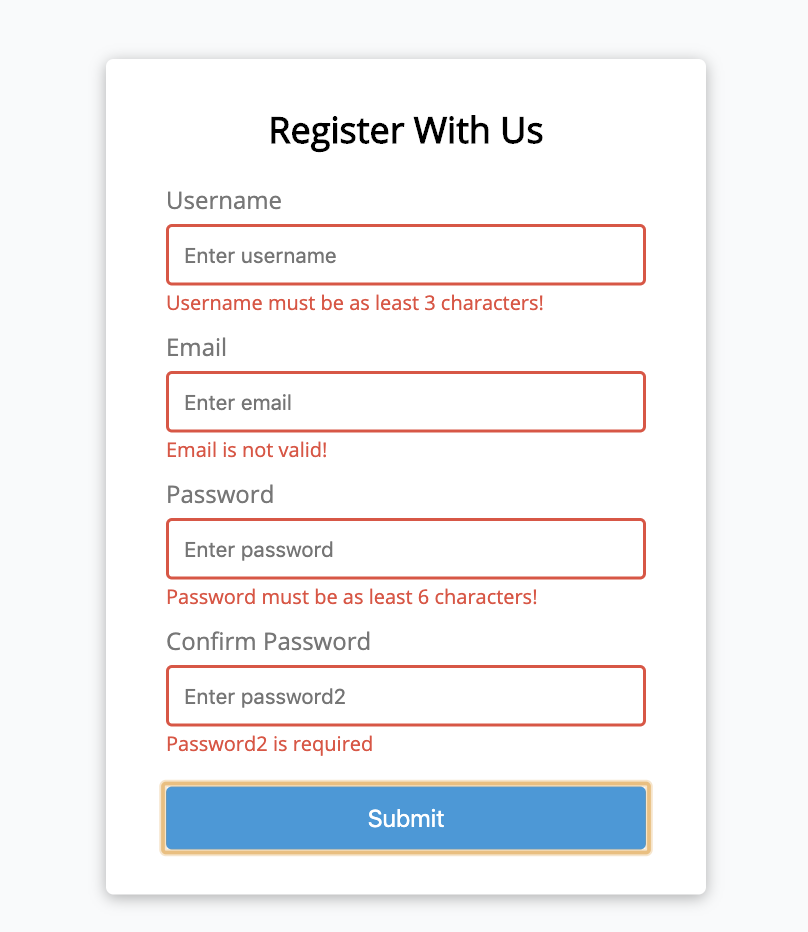 Register With Us
Username
Enter username
Username must be as least 3 characters!
Email
Enter email
Email is not valid!
Password
Enter password
Password must be as least 6 characters!
Confirm Password
Enter password2
Password2 is required
Submit